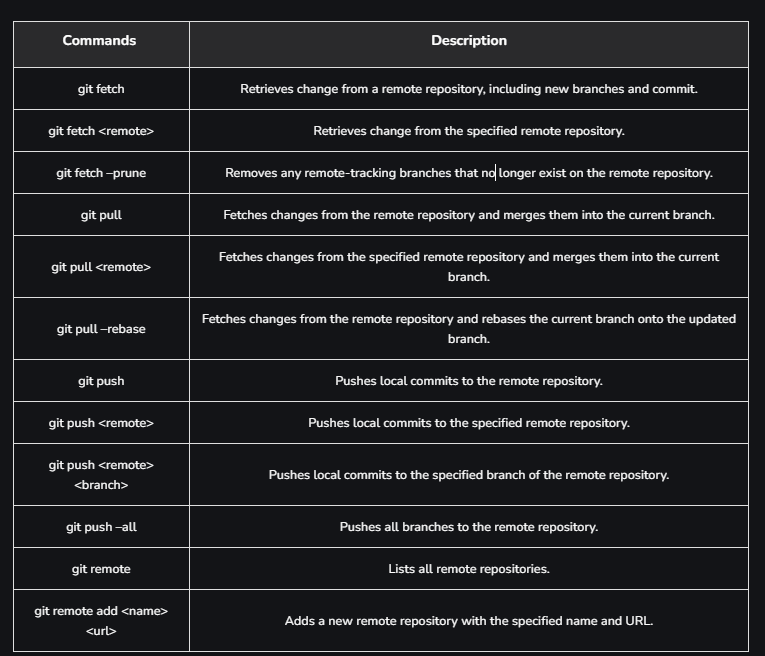 Commands Description
git fetch Retrieves change from a remote repository, including new branches and commit.
git fetch <remote> Retrieves change from the specified remote repository.
git fetch –prune Removes any remote-tracking branches that no longer exist on the remote repository.
git pull Fetches changes from the remote repository and merges them into the current branch.
git pull <remote> Fetches changes from the specified remote repository and merges them into the current
branch.
git pull –rebase Fetches changes from the remote repository and rebases the current branch onto the updated
branch.
git push Pushes local commits to the remote repository.
git push <remote> Pushes local commits to the specified remote repository.
git push <remote>
<branch> Pushes local commits to the specified branch of the remote repository.
git push –all Pushes all branches to the remote repository.
git remote Lists all remote repositories.
git remote add <name>
<url> Adds a new remote repository with the specified name and URL.